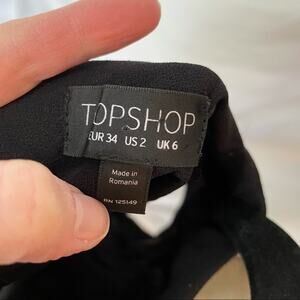 TOPSHOP
EUR 34 US 2 UK 6
Made in
Romania
RN 125149